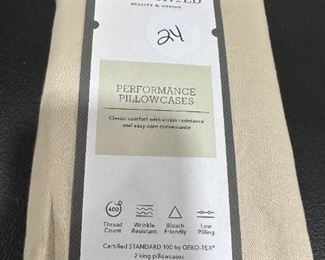 QUALITY & DESIGN
24
PERFORMANCE
PILLOWCASES
Classic comfort with shrink resistance
and easy-care convenience
400
Thread Count
Wrinkle Resistant
Bleach Friendly
Low Pilling
Certified STANDARD 100 by OEKO-TEX®
2 king pillowcases